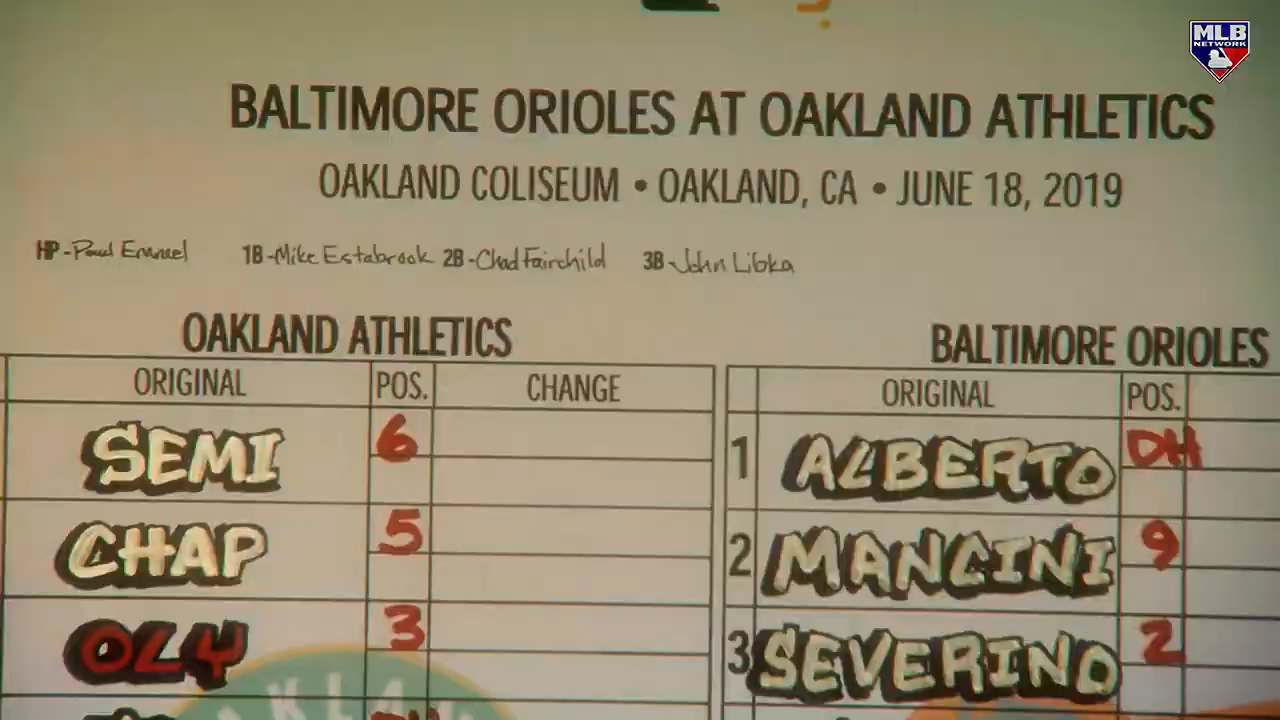 MLB
NETWORK
BALTIMORE ORIOLES AT OAKLAND ATHLETICS
OAKLAND COLISEUM • OAKLAND, CA • JUNE 18, 2019
HP-Paul Emmel 1B-Mike Estabrook 2B-Chad Fairchild 3B-John Libka
OAKLAND ATHLETICS
ORIGINAL POS. CHANGE
SEMI 6
CHAP 5
OLY 3
OAKLAN
BALTIMORE ORIOLES
ORIGINAL POS.
1 ALBERTO DH
2 MANCINI 9
3 SEVERINO 2